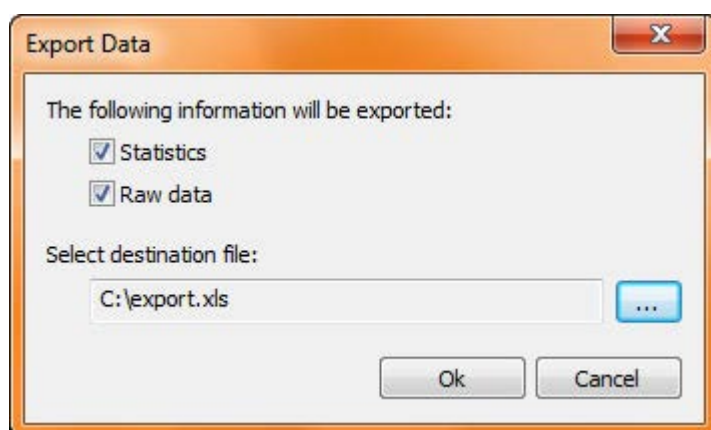 Export Data
The following information will be exported:
Statistics
Raw data
Select destination file:
C:\export.xls
...
Ok Cancel